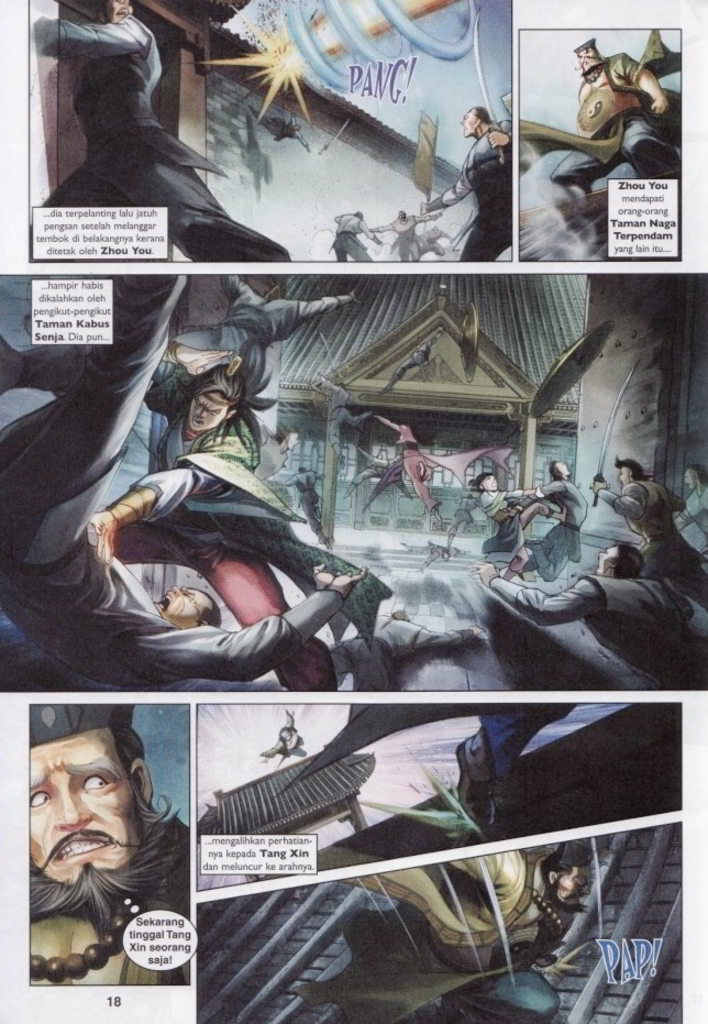 PANG!
...dia terpelanting lalu jatuh
pengsan setelah melanggar
tembok di belakangnya kerana
ditetak oleh Zhou You.
Zhou You
mendapati
orang-orang
Taman Naga
Terpendam
yang lain itu....
...hampir habis
dikalahkan oleh
pengikut-pengikut
Taman Kabus
Senja. Dia pun...
Sekarang
tinggal Tang
Xin seorang
saja!
...mengalihkan perhatian-
nya kepada Tang Xin
dan meluncur ke arahnya.
PAP!
18